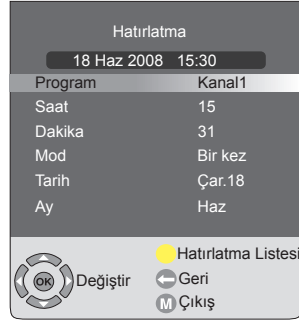 Hatırlatma
18 Haz 2008 15:30
Program Kanal1
Saat 15
Dakika 31
Mod Bir kez
Tarih Çar.18
Ay Haz
Hatırlatma Listesi
OK Değiştir Geri
M Çıkış